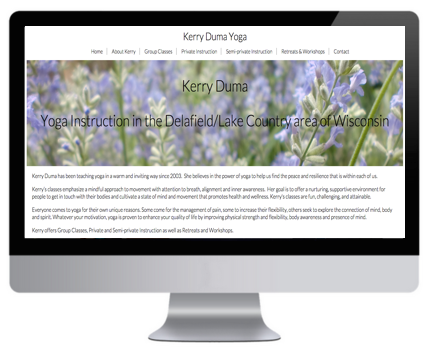 Kerry Duma Yoga
Home | About Kerry | Group Classes | Private Instruction | Semi-private Instruction | Retreats & Workshops | Contact
Kerry Duma
Yoga Instruction in the Delafield/Lake Country area of Wisconsin
Kerry Duma has been teaching yoga in a warm and inviting way since 2003. She believes in the power of yoga to help us find the peace and resilience that is within each of us.
Kerry's classes emphasize a mindful approach to movement with attention to breath, alignment and inner awareness. Her goal is to offer a nurturing, supportive environment for
people to get in touch with their bodies and cultivate a state of mind and movement that promotes health and wellness. Kerry's classes are fun, challenging, and attainable.
Everyone comes to yoga for their own unique reasons. Some come for the management of pain, some to increase their flexibility, others seek to explore the connection of mind, body
and spirit. Whatever your motivation, yoga is proven to enhance your quality of life by improving physical strength and flexibility, body awareness and presence of mind.
Kerry offers Group Classes, Private and Semi-private Instruction as well as Retreats and Workshops.